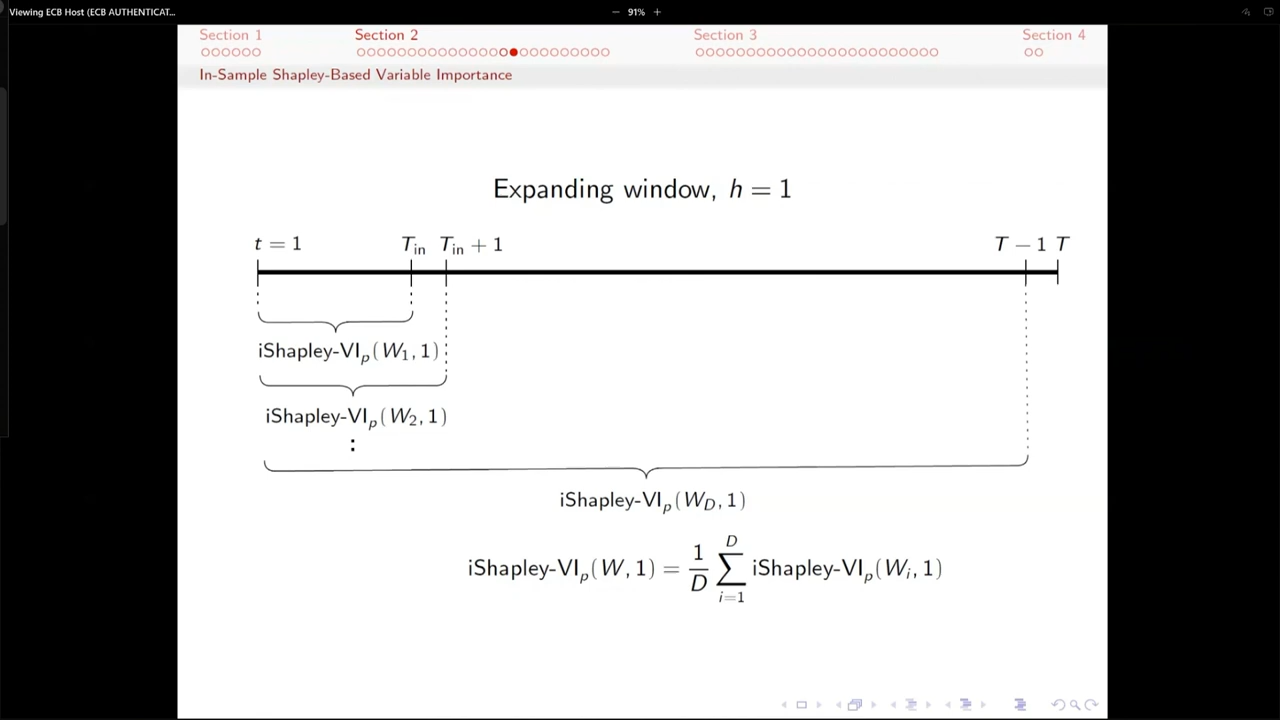 Viewing ECB Host (ECB AUTHENTICAT...
− 91% +
Section 1 Section 2 Section 3 Section 4
In-Sample Shapley-Based Variable Importance
Expanding window, h = 1
t = 1 T_in T_in + 1 T − 1 T
iShapley-VI_p(W_1, 1)
iShapley-VI_p(W_2, 1)
⋮
iShapley-VI_p(W_D, 1)
iShapley-VI_p(W, 1) = 1/D ∑_{i=1}^{D} iShapley-VI_p(W_i, 1)